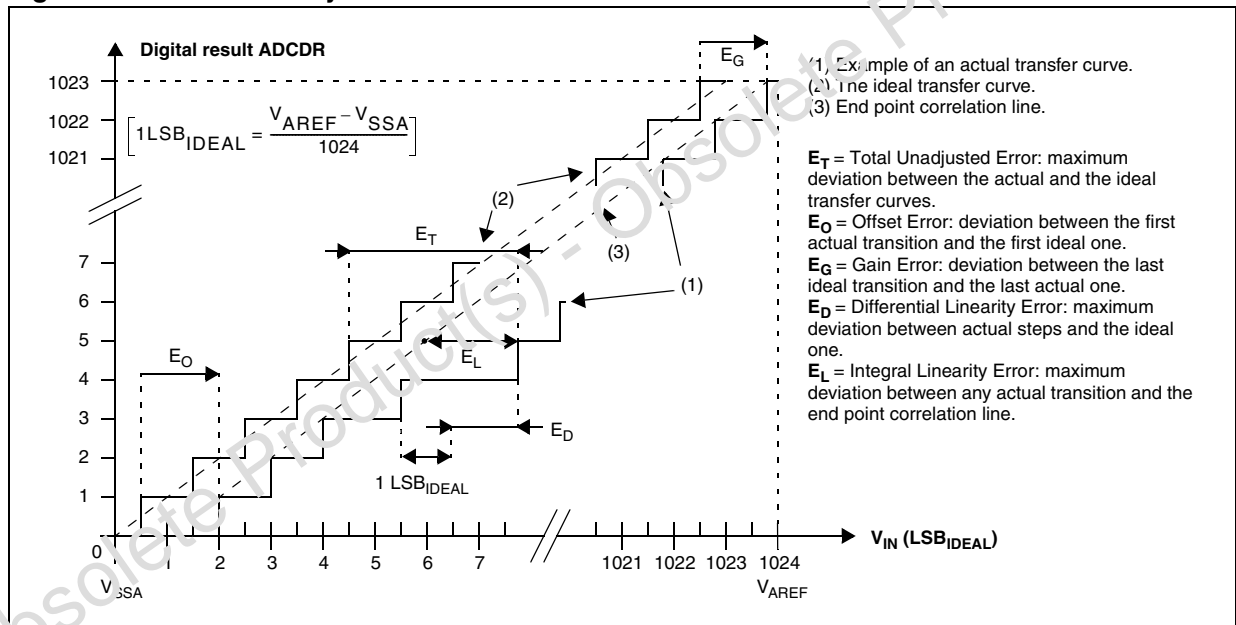 Digital result ADCDR
1023
1022
1021
7
6
5
4
3
2
1
0
[1LSB_IDEAL = (V_AREF – V_SSA) / 1024]
E_G
(2)
E_T
(3)
(1)
E_O
E_L
E_D
1 LSB_IDEAL
1 2 3 4 5 6 7 1021 1022 1023 1024
V_IN (LSB_IDEAL)
V_SSA
V_AREF
(1) Example of an actual transfer curve.
(2) The ideal transfer curve.
(3) End point correlation line.
E_T = Total Unadjusted Error: maximum
deviation between the actual and the ideal
transfer curves.
E_O = Offset Error: deviation between the first
actual transition and the first ideal one.
E_G = Gain Error: deviation between the last
ideal transition and the last actual one.
E_D = Differential Linearity Error: maximum
deviation between actual steps and the ideal
one.
E_L = Integral Linearity Error: maximum
deviation between any actual transition and the
end point correlation line.
Obsolete Product(s) - Obsolete